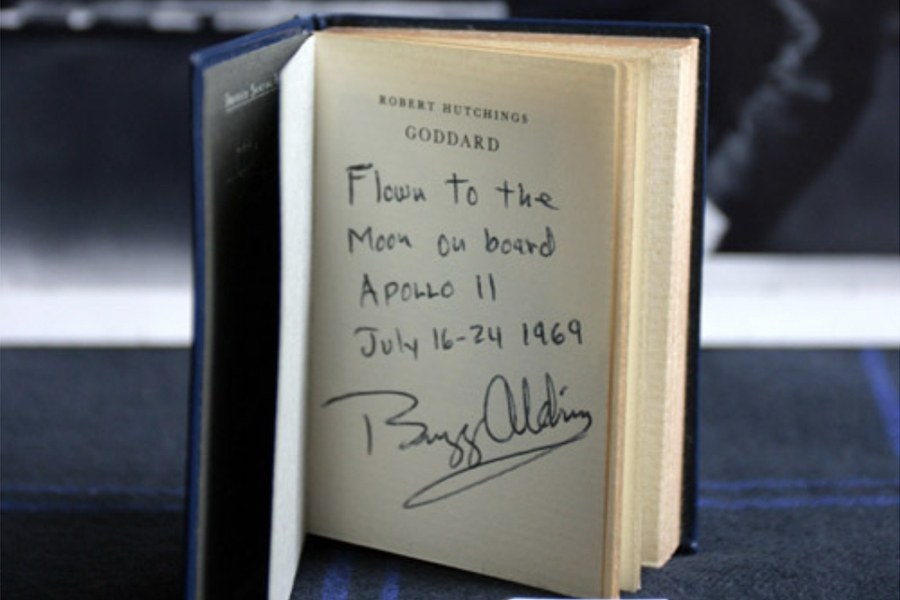 ROBERT HUTCHINGS
GODDARD
Flown to the
Moon on board
APOLLO 11
July 16-24 1969
Buzz Aldrin